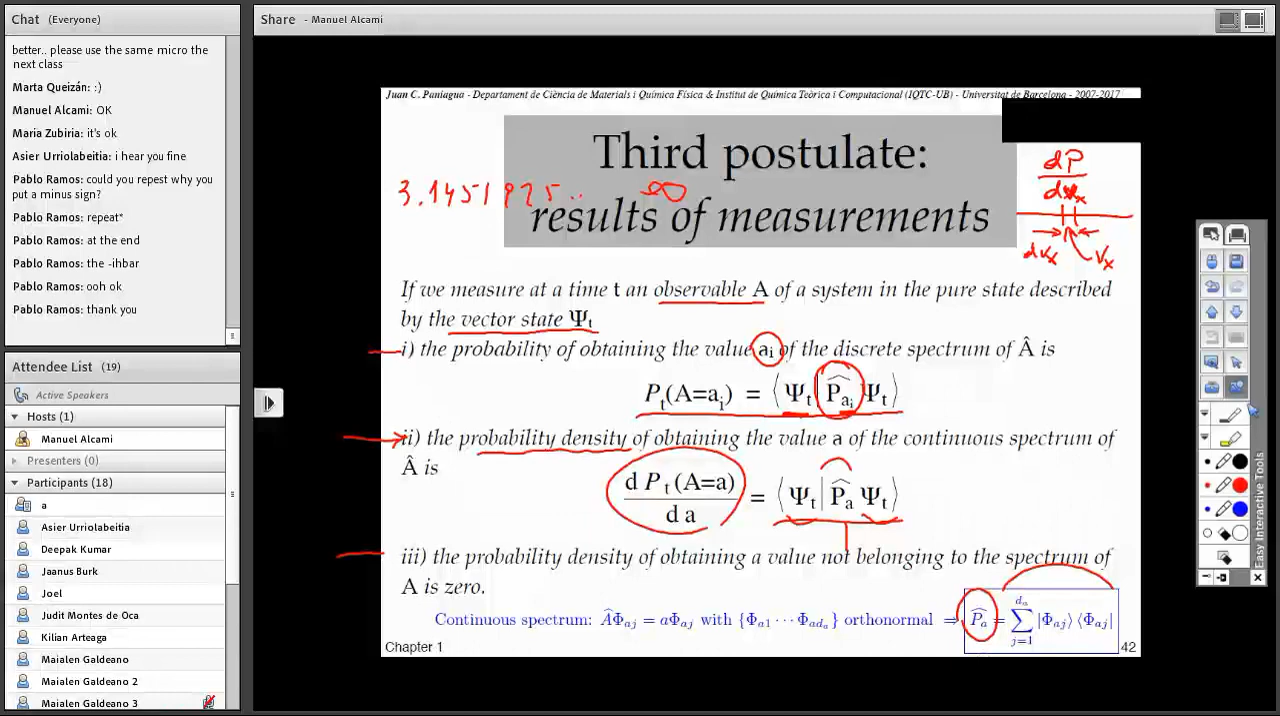 Chat (Everyone)
better.. please use the same micro the
next class
Marta Queizán: :)
Manuel Alcami: OK
Maria Zubiria: it's ok
Asier Urriolabeitia: i hear you fine
Pablo Ramos: could you repest why you
put a minus sign?
Pablo Ramos: repeat*
Pablo Ramos: at the end
Pablo Ramos: the -ihbar
Pablo Ramos: ooh ok
Pablo Ramos: thank you
Attendee List (19)
Active Speakers
Hosts (1)
Manuel Alcami
Presenters (0)
Participants (18)
a
Asier Urriolabeitia
Deepak Kumar
Jaanus Burk
Joel
Judit Montes de Oca
Kilian Arteaga
Maialen Galdeano
Maialen Galdeano 2
Maialen Galdeano 3
Share - Manuel Alcami
Juan C. Paniagua - Departament de Ciència de Materials i Química Física & Institut de Química Teòrica i Computacional (IQTC-UB) - Universitat de Barcelona - 2007-2017
Third postulate:
results of measurements
3.1451925.. ∞
dP
dvx
dvx vx
If we measure at a time t an observable A of a system in the pure state described
by the vector state Ψt
i) the probability of obtaining the value ai of the discrete spectrum of Â is
Pt(A=ai) = ⟨Ψt|P̂ai Ψt⟩
ii) the probability density of obtaining the value a of the continuous spectrum of
Â is
d Pt(A=a)
d a
= ⟨Ψt|P̂a Ψt⟩
iii) the probability density of obtaining a value not belonging to the spectrum of
A is zero.
Continuous spectrum: ÂΦaj = aΦaj with {Φa1 ··· Φada} orthonormal ⇒ P̂a = ∑ j=1 da |Φaj⟩ ⟨Φaj|
Chapter 1
42
Easy Interactive Tools